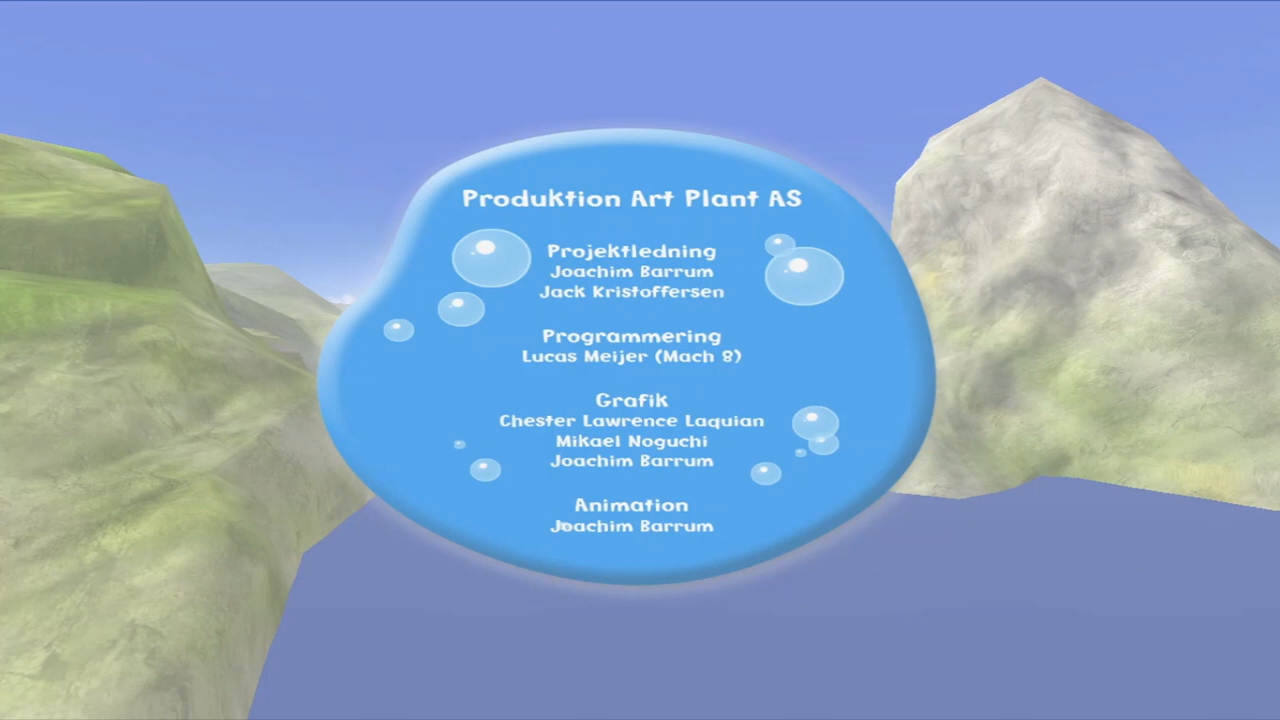 Produktion Art Plant AS
Projektledning
Joachim Barrum
Jack Kristoffersen
Programmering
Lucas Meijer (Mach 8)
Grafik
Chester Lawrence Laquian
Mikael Noguchi
Joachim Barrum
Animation
Joachim Barrum